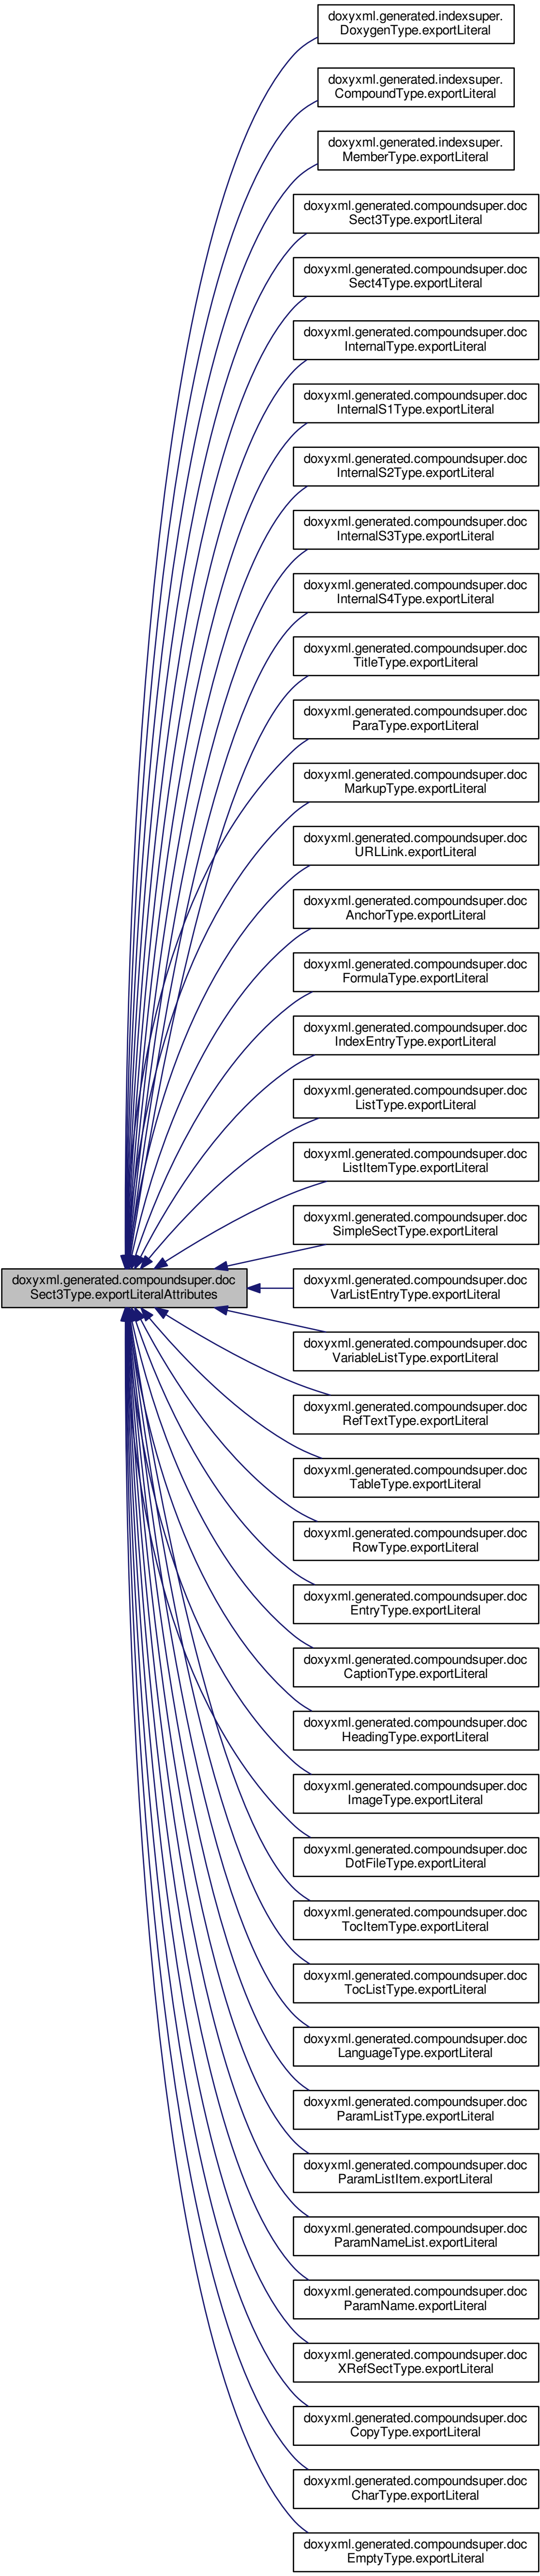 doxyxml.generated.indexsuper.
DoxygenType.exportLiteral
doxyxml.generated.indexsuper.
CompoundType.exportLiteral
doxyxml.generated.indexsuper.
MemberType.exportLiteral
doxyxml.generated.compoundsuper.doc
Sect3Type.exportLiteral
doxyxml.generated.compoundsuper.doc
Sect4Type.exportLiteral
doxyxml.generated.compoundsuper.doc
InternalType.exportLiteral
doxyxml.generated.compoundsuper.doc
InternalS1Type.exportLiteral
doxyxml.generated.compoundsuper.doc
InternalS2Type.exportLiteral
doxyxml.generated.compoundsuper.doc
InternalS3Type.exportLiteral
doxyxml.generated.compoundsuper.doc
InternalS4Type.exportLiteral
doxyxml.generated.compoundsuper.doc
TitleType.exportLiteral
doxyxml.generated.compoundsuper.doc
ParaType.exportLiteral
doxyxml.generated.compoundsuper.doc
MarkupType.exportLiteral
doxyxml.generated.compoundsuper.doc
URLLink.exportLiteral
doxyxml.generated.compoundsuper.doc
AnchorType.exportLiteral
doxyxml.generated.compoundsuper.doc
FormulaType.exportLiteral
doxyxml.generated.compoundsuper.doc
IndexEntryType.exportLiteral
doxyxml.generated.compoundsuper.doc
ListType.exportLiteral
doxyxml.generated.compoundsuper.doc
ListItemType.exportLiteral
doxyxml.generated.compoundsuper.doc
SimpleSectType.exportLiteral
doxyxml.generated.compoundsuper.doc
Sect3Type.exportLiteralAttributes
doxyxml.generated.compoundsuper.doc
VarListEntryType.exportLiteral
doxyxml.generated.compoundsuper.doc
VariableListType.exportLiteral
doxyxml.generated.compoundsuper.doc
RefTextType.exportLiteral
doxyxml.generated.compoundsuper.doc
TableType.exportLiteral
doxyxml.generated.compoundsuper.doc
RowType.exportLiteral
doxyxml.generated.compoundsuper.doc
EntryType.exportLiteral
doxyxml.generated.compoundsuper.doc
CaptionType.exportLiteral
doxyxml.generated.compoundsuper.doc
HeadingType.exportLiteral
doxyxml.generated.compoundsuper.doc
ImageType.exportLiteral
doxyxml.generated.compoundsuper.doc
DotFileType.exportLiteral
doxyxml.generated.compoundsuper.doc
TocItemType.exportLiteral
doxyxml.generated.compoundsuper.doc
TocListType.exportLiteral
doxyxml.generated.compoundsuper.doc
LanguageType.exportLiteral
doxyxml.generated.compoundsuper.doc
ParamListType.exportLiteral
doxyxml.generated.compoundsuper.doc
ParamListItem.exportLiteral
doxyxml.generated.compoundsuper.doc
ParamNameList.exportLiteral
doxyxml.generated.compoundsuper.doc
ParamName.exportLiteral
doxyxml.generated.compoundsuper.doc
XRefSectType.exportLiteral
doxyxml.generated.compoundsuper.doc
CopyType.exportLiteral
doxyxml.generated.compoundsuper.doc
CharType.exportLiteral
doxyxml.generated.compoundsuper.doc
EmptyType.exportLiteral